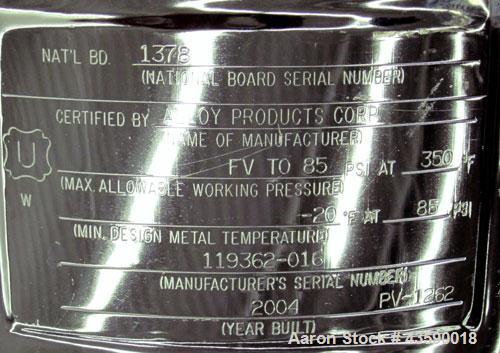 NAT'L BD. 1378
(NATIONAL BOARD SERIAL NUMBER)
CERTIFIED BY ALLOY PRODUCTS CORP
(NAME OF MANUFACTURER)
U
FV TO 85 PSI AT 350 °F
(MAX. ALLOWABLE WORKING PRESSURE)
W
-20 °F AT 85 PSI
(MIN. DESIGN METAL TEMPERATURE)
119362-016
(MANUFACTURER'S SERIAL NUMBER)
2004 PV-1262
(YEAR BUILT)
Aaron Stock #43590018